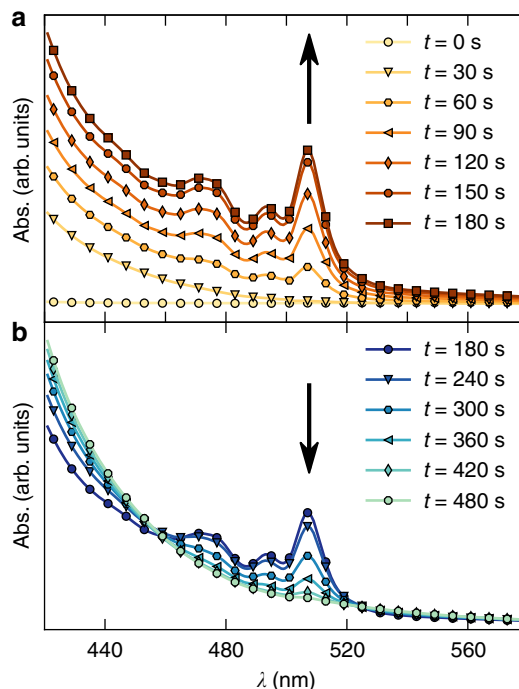 a
Abs. (arb. units)
t = 0 s
t = 30 s
t = 60 s
t = 90 s
t = 120 s
t = 150 s
t = 180 s
b
Abs. (arb. units)
t = 180 s
t = 240 s
t = 300 s
t = 360 s
t = 420 s
t = 480 s
440 480 520 560
λ (nm)